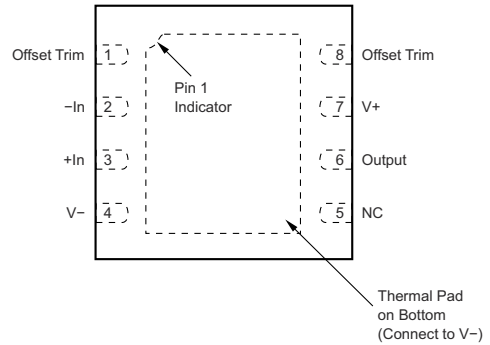 Offset Trim 1
8 Offset Trim
Pin 1
Indicator
−In 2
7 V+
+In 3
6 Output
V− 4
5 NC
Thermal Pad
on Bottom
(Connect to V−)